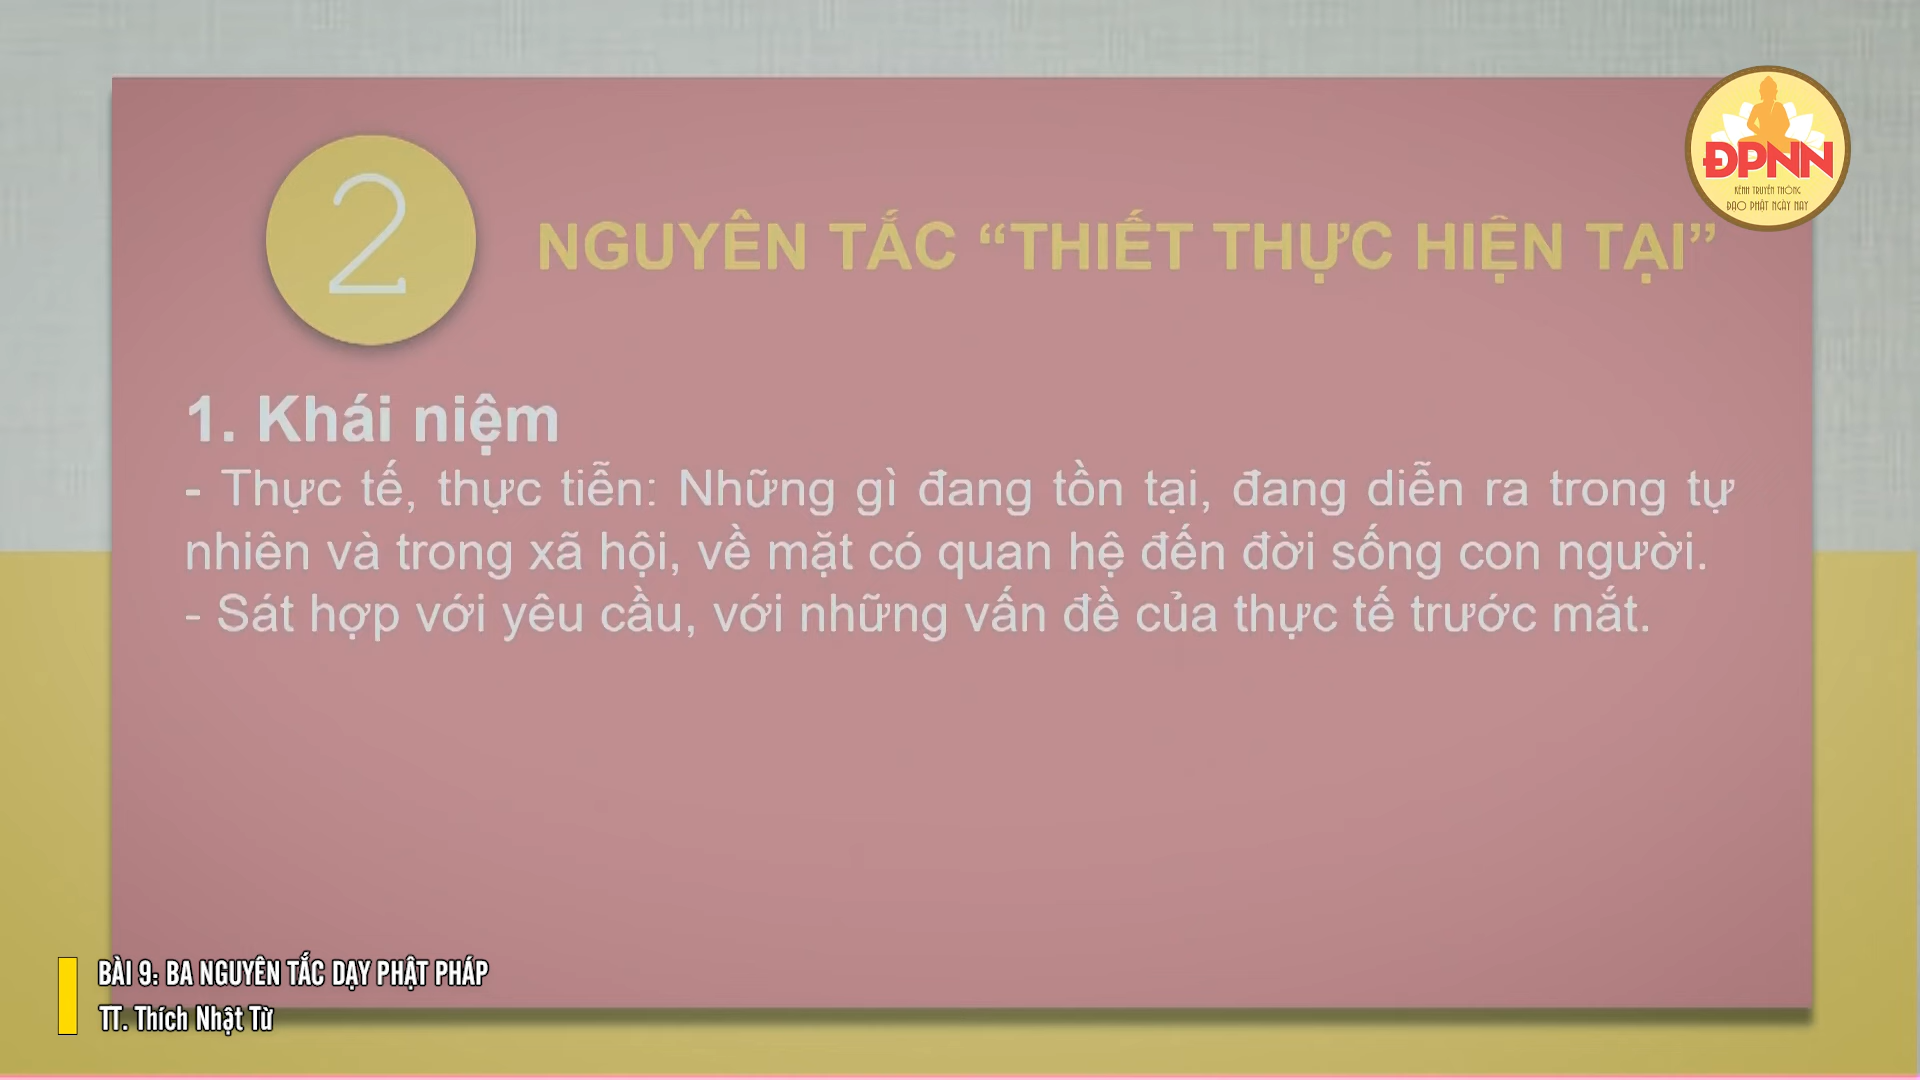 2
NGUYÊN TẮC “THIẾT THỰC HIỆN TẠI”
ĐPNN
KÊNH TRUYỀN THÔNG
ĐẠO PHẬT NGÀY NAY
1. Khái niệm
- Thực tế, thực tiễn: Những gì đang tồn tại, đang diễn ra trong tự
nhiên và trong xã hội, về mặt có quan hệ đến đời sống con người.
- Sát hợp với yêu cầu, với những vấn đề của thực tế trước mắt.
BÀI 9: BA NGUYÊN TẮC DẠY PHẬT PHÁP
TT. Thích Nhật Từ